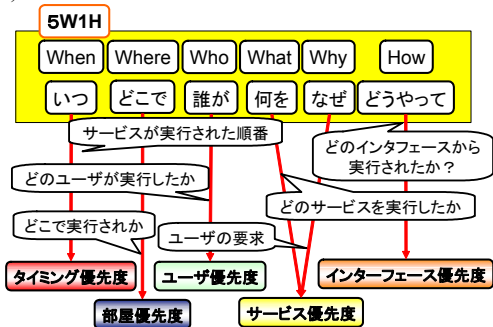 5W1H
When Where Who What Why How
いつ どこで 誰が 何を なぜ どうやって
サービスが実行された順番
どのインタフェースから
実行されたか？
どのユーザが実行したか
どのサービスを実行したか
どこで実行されか
ユーザの要求
タイミング優先度 ユーザ優先度 インターフェース優先度
部屋優先度 サービス優先度